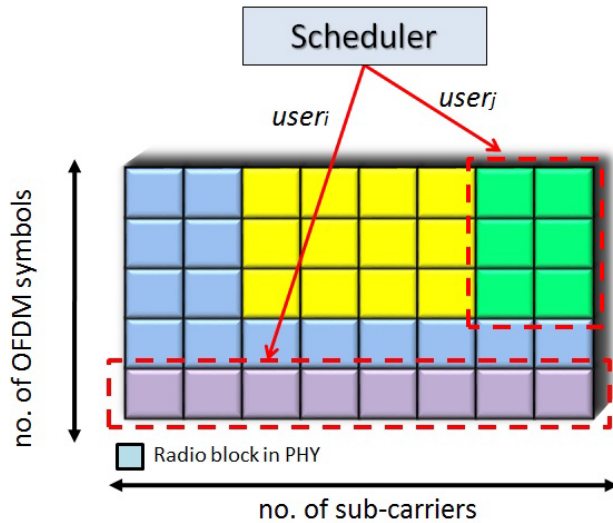 Scheduler
useri
userj
no. of OFDM symbols
Radio block in PHY
no. of sub-carriers